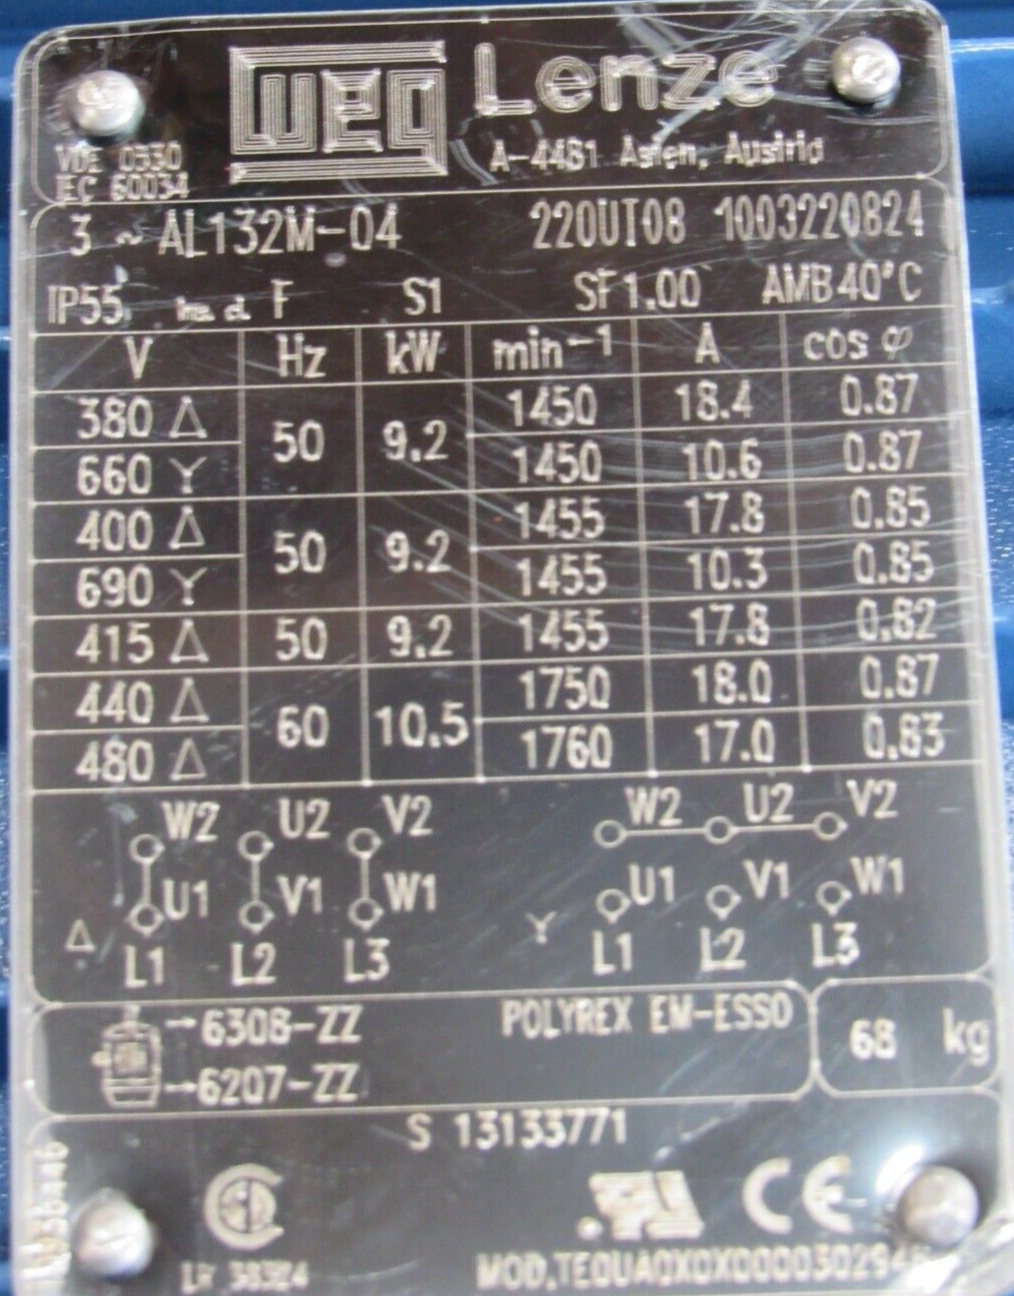 WEG Lenze
A-4481 Asten, Austria
VDE 0530
IEC 60034
3 ~ AL132M-04 22OUT08 1003220824
IP55 Ins. cl. F S1 SF1.00 AMB40°C
V Hz kW min-1 A cos φ
380 Δ 50 9.2 1450 18.4 0.87
660 Y 1450 10.6 0.87
400 Δ 50 9.2 1455 17.8 0.85
690 Y 1455 10.3 0.85
415 Δ 50 9.2 1455 17.8 0.82
440 Δ 60 10.5 1750 18.0 0.87
480 Δ 1760 17.0 0.83
W2 U2 V2 W2 U2 V2
U1 V1 W1 U1 V1 W1
Δ L1 L2 L3 Y L1 L2 L3
→6308-ZZ POLYREX EM-ESSO 68 kg
→6207-ZZ
S 13133771
CSA UL CE
LR 38324